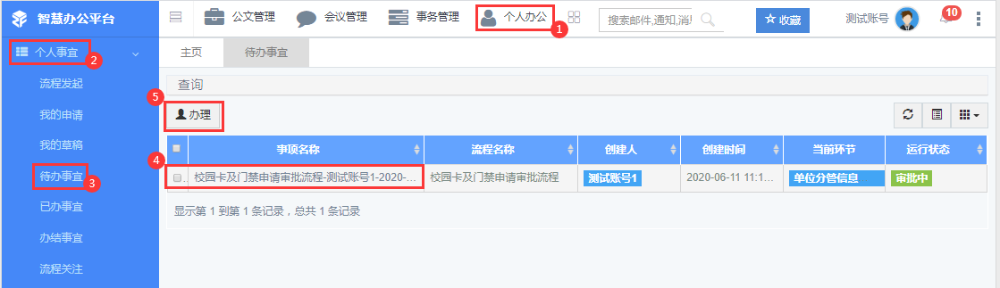 智慧办公平台
公文管理
会议管理
事务管理
个人办公
1
搜索邮件,通知,消息
收藏
测试账号
10
个人事宜
2
主页
待办事宜
流程发起
查询
我的申请
5
办理
我的草稿
事项名称
流程名称
创建人
创建时间
当前环节
运行状态
4
待办事宜
3
校园卡及门禁申请审批流程-测试账号1-2020-...
校园卡及门禁申请审批流程
测试账号1
2020-06-11 11:1...
单位分管信息
审批中
已办事宜
显示第 1 到第 1 条记录，总共 1 条记录
办结事宜
流程关注